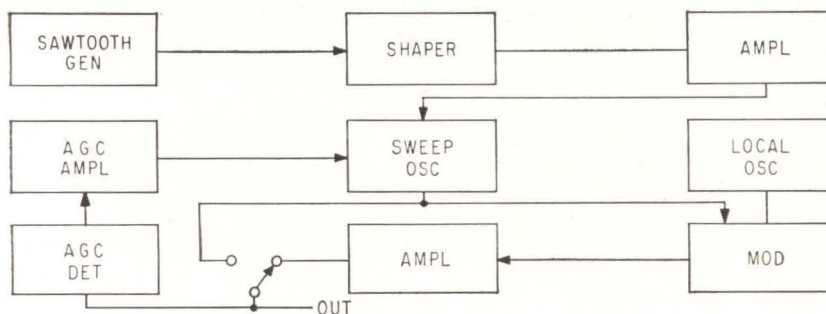 SAWTOOTH
GEN
SHAPER
AMPL
AGC
AMPL
SWEEP
OSC
LOCAL
OSC
AGC
DET
AMPL
MOD
OUT